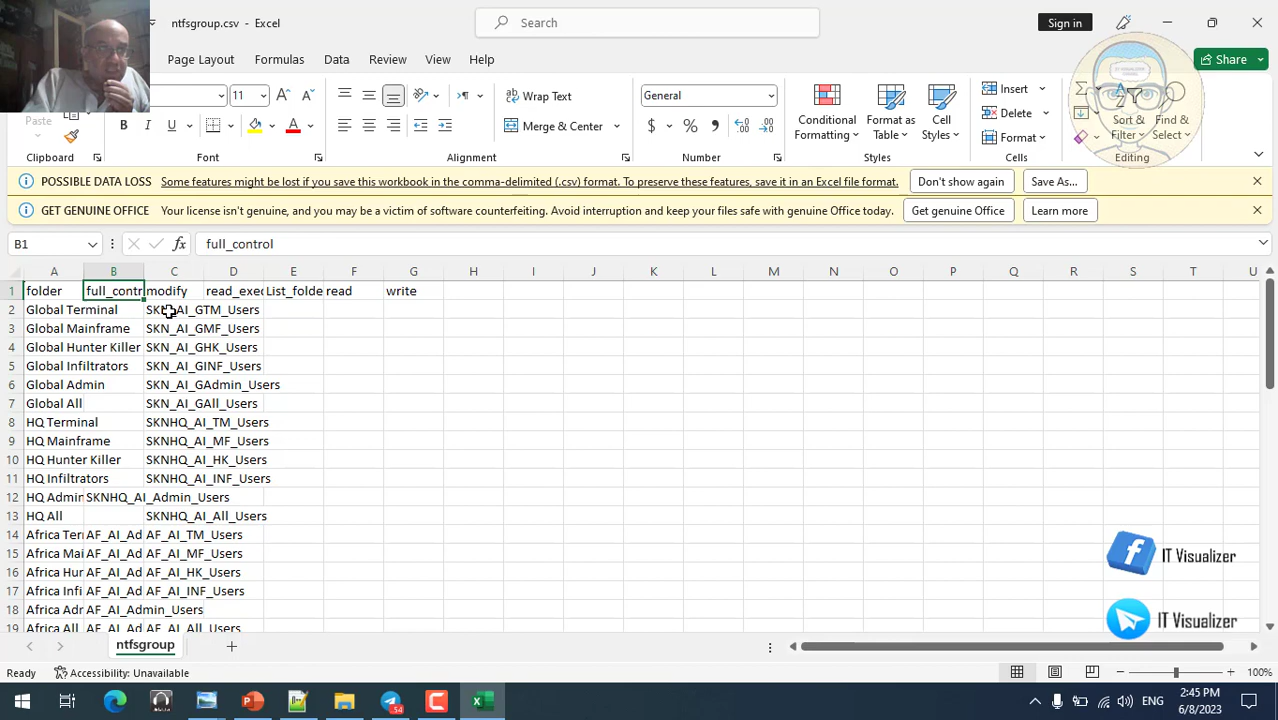 ntfsgroup.csv - Excel
Search
Sign in
Page Layout Formulas Data Review View Help
Share
Paste
11
Wrap Text
Merge & Center
General
Conditional Formatting
Format as Table
Cell Styles
Insert
Delete
Format
Sort & Filter
Find & Select
IT VISUALIZER
Clipboard Font Alignment Number Styles Cells Editing
POSSIBLE DATA LOSS Some features might be lost if you save this workbook in the comma-delimited (.csv) format. To preserve these features, save it in an Excel file format. Don't show again Save As...
GET GENUINE OFFICE Your license isn't genuine, and you may be a victim of software counterfeiting. Avoid interruption and keep your files safe with genuine Office today. Get genuine Office Learn more
B1 fx full_control
A B C D E F G H I J K L M N O P Q R S T U
1 folder full_contr modify read_exec List_folde read write
2 Global Terminal SKN_AI_GTM_Users
3 Global Mainframe SKN_AI_GMF_Users
4 Global Hunter Killer SKN_AI_GHK_Users
5 Global Infiltrators SKN_AI_GINF_Users
6 Global Admin SKN_AI_GAdmin_Users
7 Global All SKN_AI_GAll_Users
8 HQ Terminal SKNHQ_AI_TM_Users
9 HQ Mainframe SKNHQ_AI_MF_Users
10 HQ Hunter Killer SKNHQ_AI_HK_Users
11 HQ Infiltrators SKNHQ_AI_INF_Users
12 HQ Admin SKNHQ_AI_Admin_Users
13 HQ All SKNHQ_AI_All_Users
14 Africa Ter AF_AI_Ad AF_AI_TM_Users
15 Africa Mai AF_AI_Ad AF_AI_MF_Users
16 Africa Hur AF_AI_Ad AF_AI_HK_Users
17 Africa Infi AF_AI_Ad AF_AI_INF_Users
18 Africa Adr AF_AI_Admin_Users
19 Africa All AF_AI_Ad AF_AI_All_Users
IT Visualizer
IT Visualizer
ntfsgroup
Ready Accessibility: Unavailable 100%
54
ENG
2:45 PM
6/8/2023